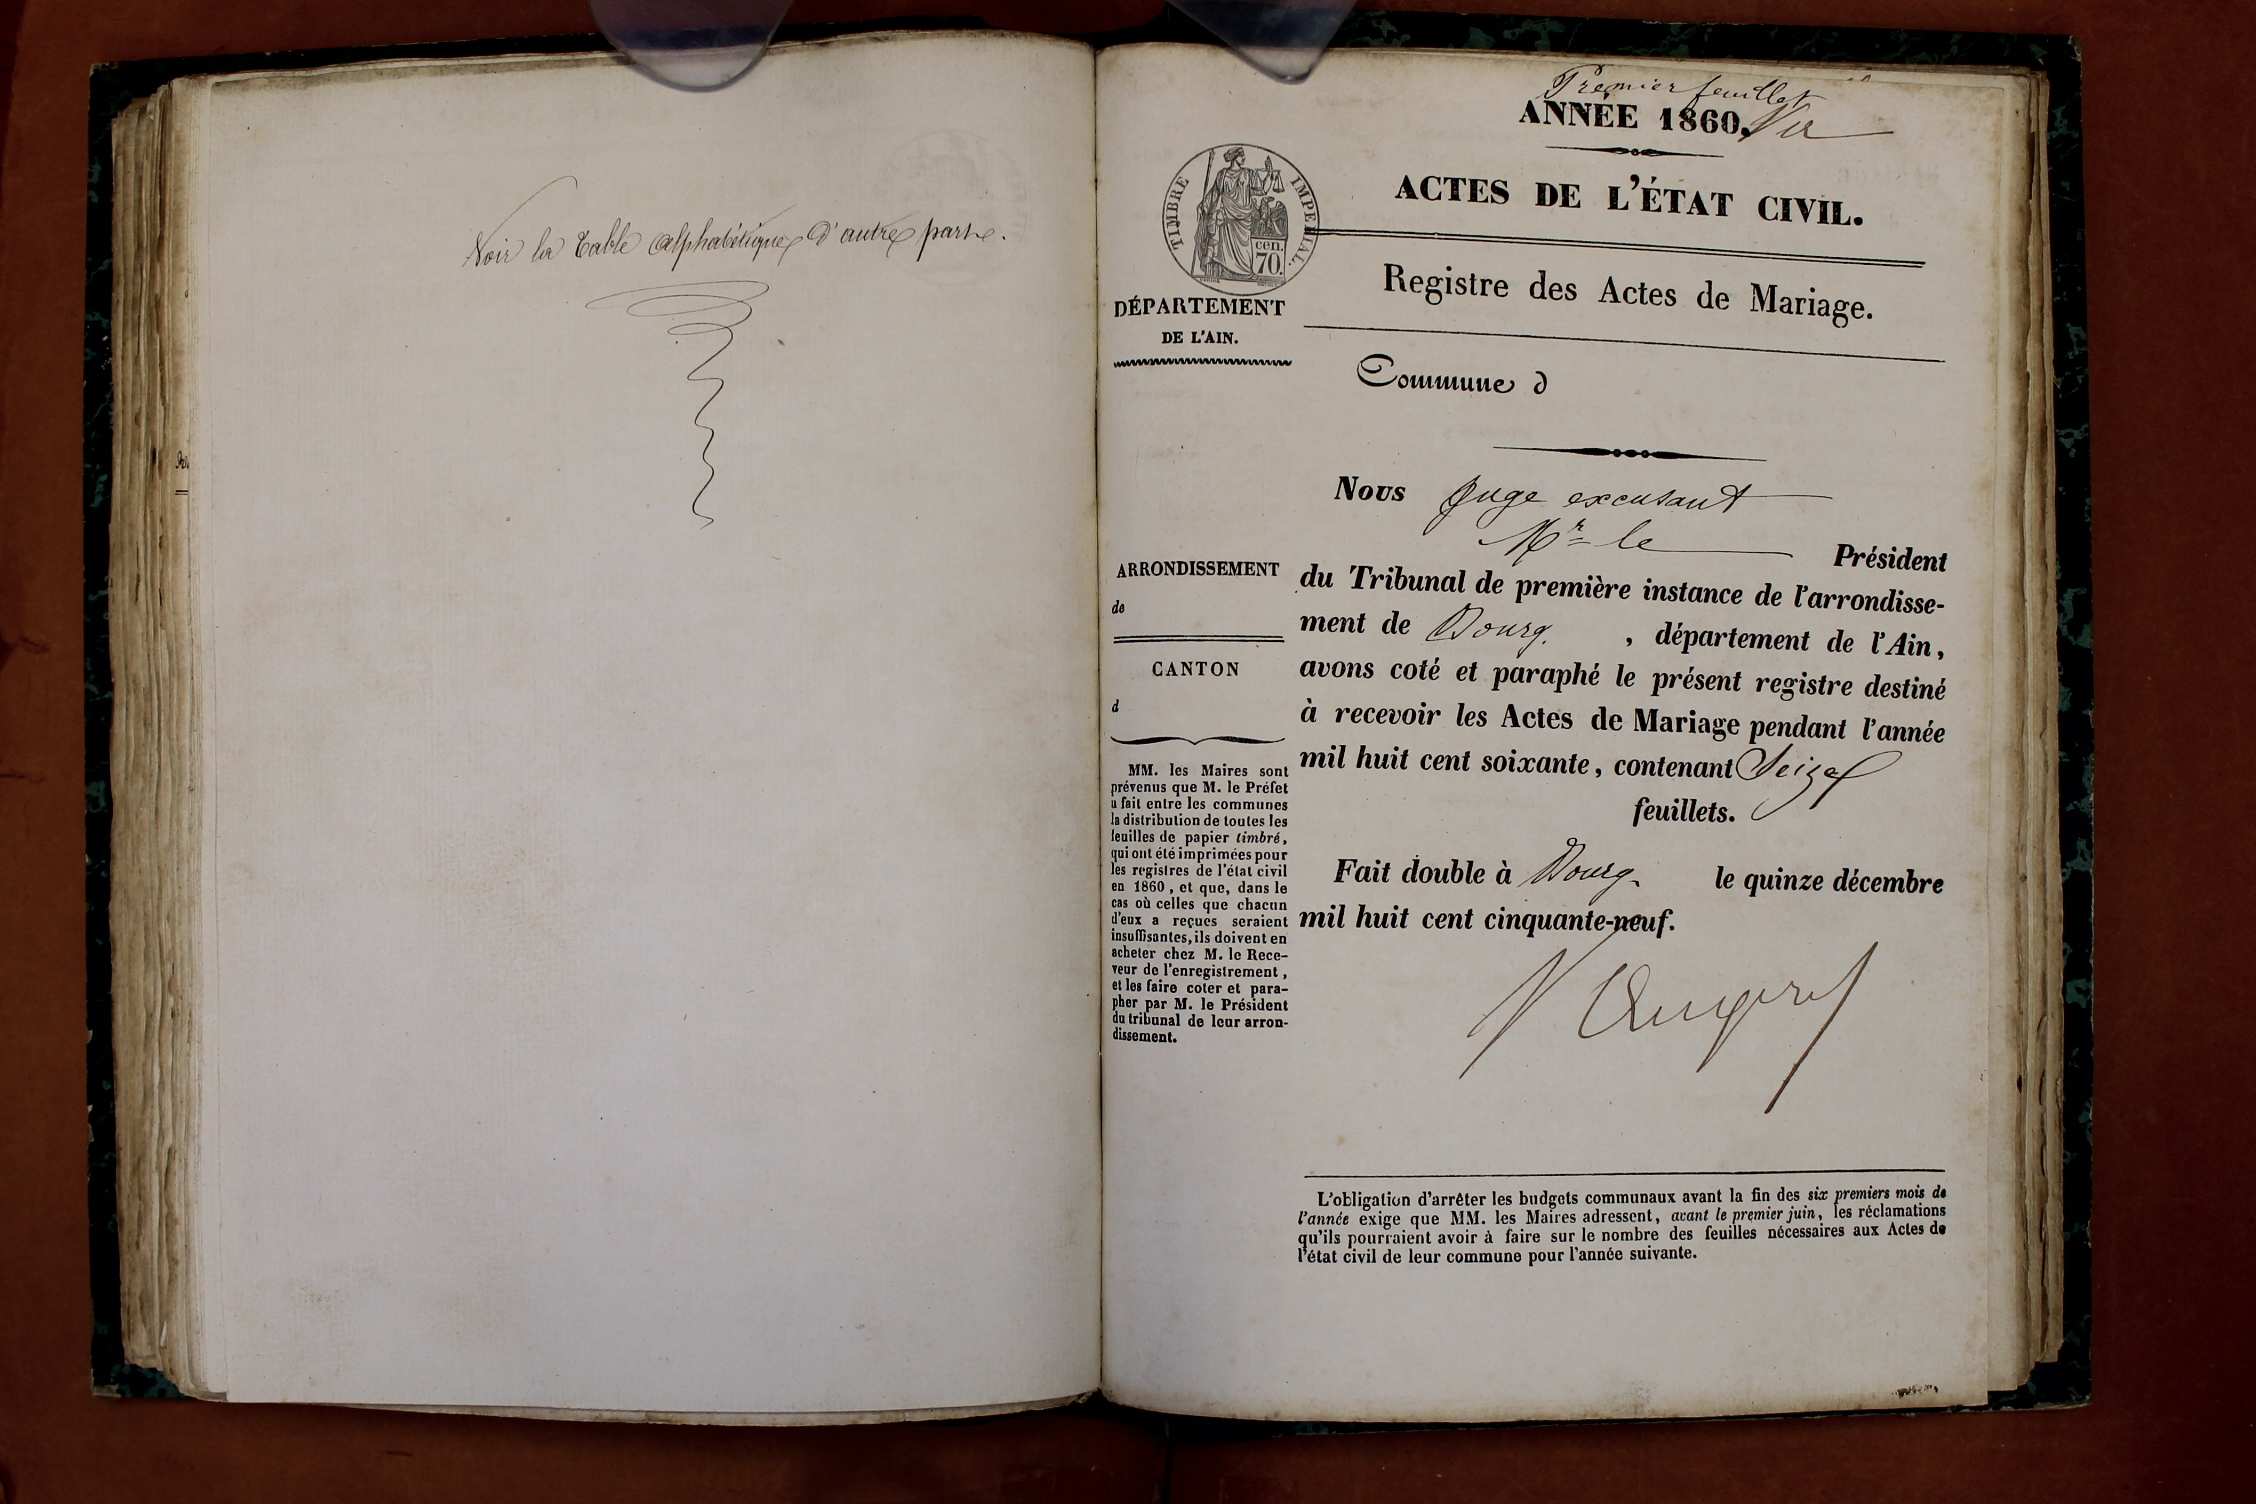 Voir la Table Alphabétique d'autre part.
Premier feuillet
ANNÉE 1860.
ACTES DE L'ÉTAT CIVIL.
TIMBRE IMPERIAL.
cen.
70.
Registre des Actes de Mariage.
DÉPARTEMENT
DE L'AIN.
Commune d
Nous Juge excusant
Mr le Président
du Tribunal de première instance de l'arrondisse-
ment de Bourg. , département de l'Ain,
avons coté et paraphé le présent registre destiné
à recevoir les Actes de Mariage pendant l'année
mil huit cent soixante, contenant Seize
feuillets.
Fait double à Bourg. le quinze décembre
mil huit cent cinquante-neuf.
ARRONDISSEMENT
de
CANTON
d
MM. les Maires sont
prévenus que M. le Préfet
a fait entre les communes
la distribution de toutes les
feuilles de papier timbré,
qui ont été imprimées pour
les registres de l'état civil
en 1860, et que, dans le
cas où celles que chacun
d'eux a reçues seraient
insuffisantes, ils doivent en
acheter chez M. le Rece-
veur de l'enregistrement,
et les faire coter et para-
pher par M. le Président
du tribunal de leur arron-
dissement.
L'obligation d'arrêter les budgets communaux avant la fin des six premiers mois de
l'année exige que MM. les Maires adressent, avant le premier juin, les réclamations
qu'ils pourraient avoir à faire sur le nombre des feuilles nécessaires aux Actes de
l'état civil de leur commune pour l'année suivante.